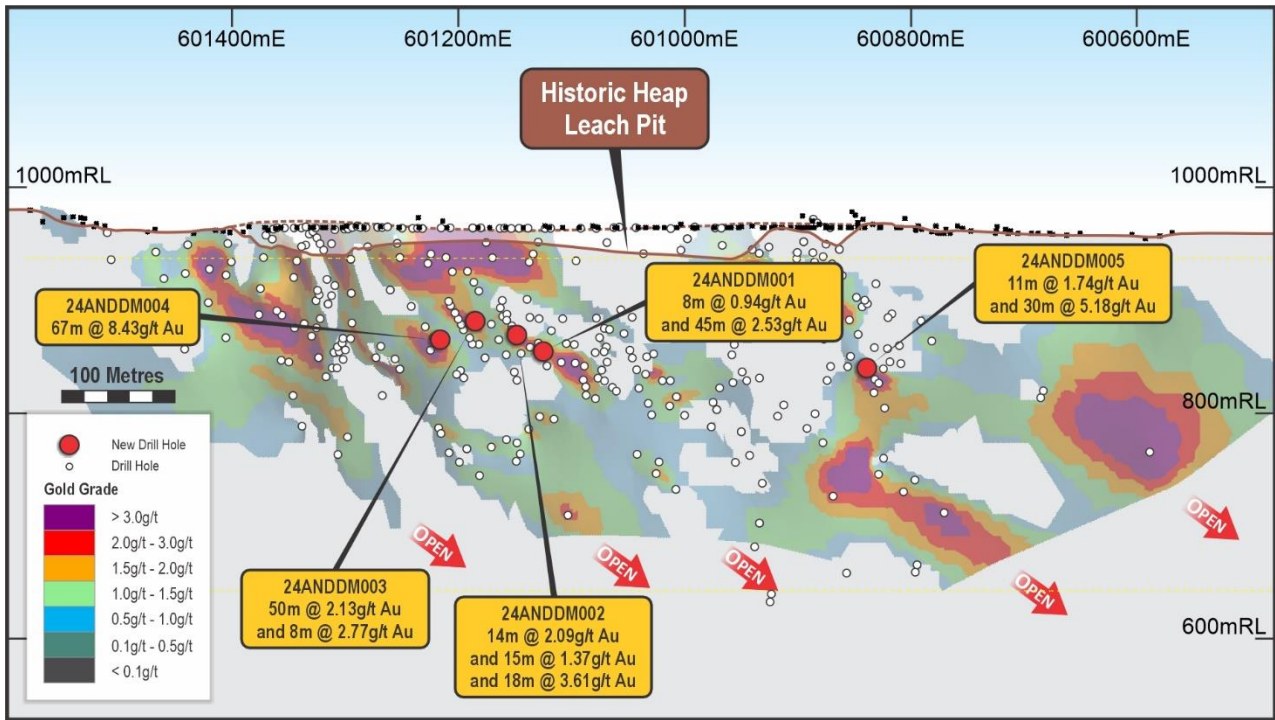 601400mE
601200mE
601000mE
600800mE
600600mE
Historic Heap
Leach Pit
1000mRL
1000mRL
24ANDDM004
67m @ 8.43g/t Au
24ANDDM001
8m @ 0.94g/t Au
and 45m @ 2.53g/t Au
24ANDDM005
11m @ 1.74g/t Au
and 30m @ 5.18g/t Au
100 Metres
800mRL
New Drill Hole
Drill Hole
Gold Grade
> 3.0g/t
2.0g/t - 3.0g/t
1.5g/t - 2.0g/t
1.0g/t - 1.5g/t
0.5g/t - 1.0g/t
0.1g/t - 0.5g/t
< 0.1g/t
OPEN
OPEN
OPEN
OPEN
OPEN
24ANDDM003
50m @ 2.13g/t Au
and 8m @ 2.77g/t Au
24ANDDM002
14m @ 2.09g/t Au
and 15m @ 1.37g/t Au
and 18m @ 3.61g/t Au
600mRL